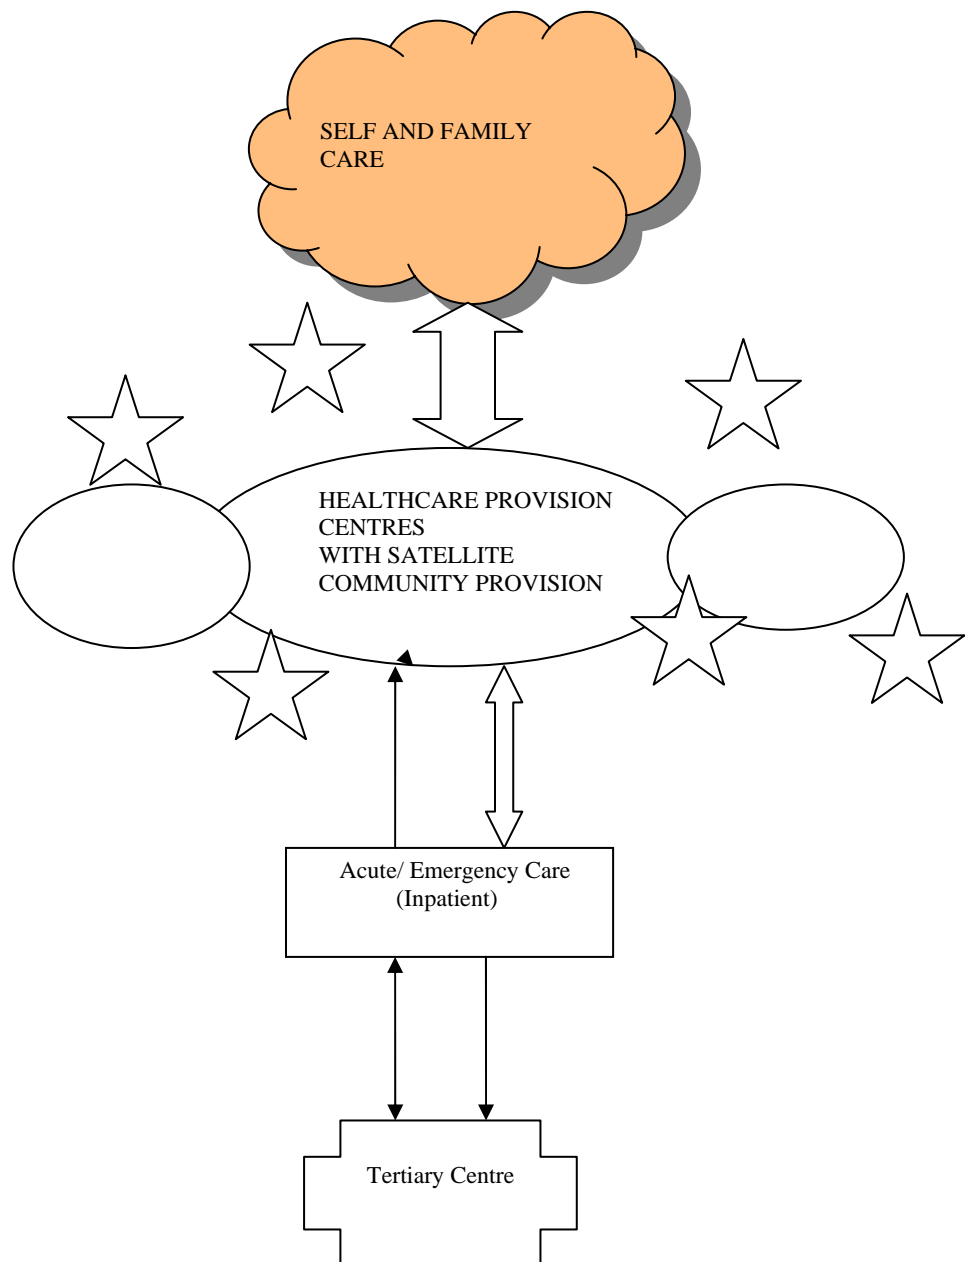 SELF AND FAMILY
CARE
HEALTHCARE PROVISION
CENTRES
WITH SATELLITE
COMMUNITY PROVISION
Acute/ Emergency Care
(Inpatient)
Tertiary Centre